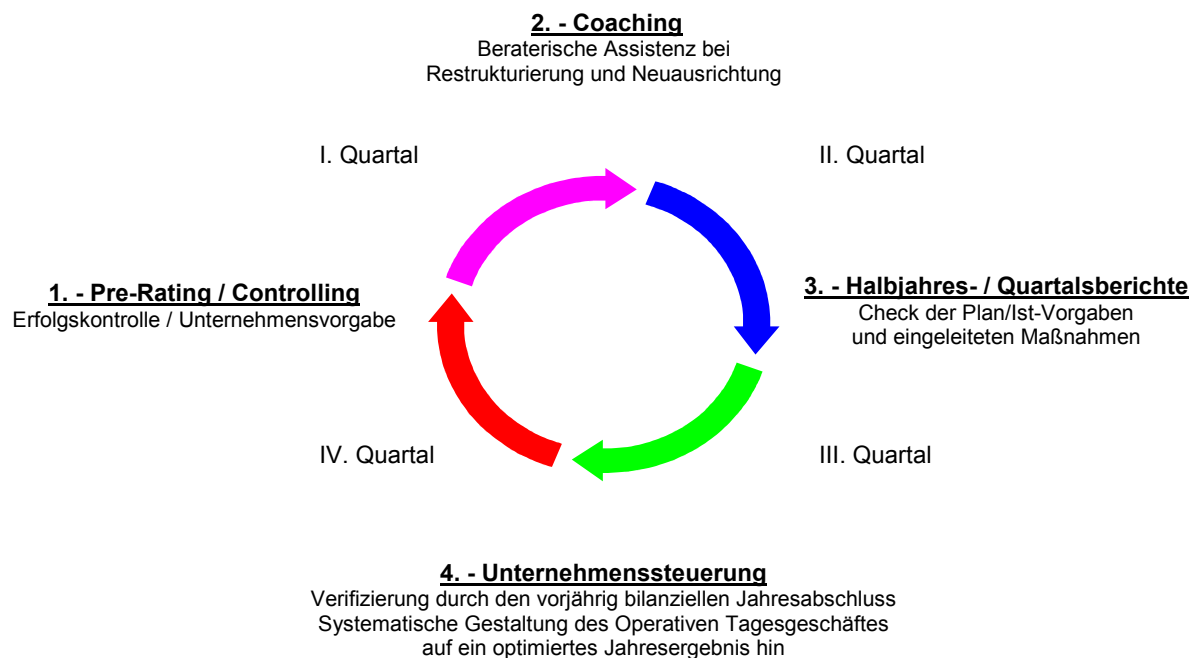 2. - Coaching
Beraterische Assistenz bei
Restrukturierung und Neuausrichtung
I. Quartal
II. Quartal
1. - Pre-Rating / Controlling
Erfolgskontrolle / Unternehmensvorgabe
3. - Halbjahres- / Quartalsberichte
Check der Plan/Ist-Vorgaben
und eingeleiteten Maßnahmen
IV. Quartal
III. Quartal
4. - Unternehmenssteuerung
Verifizierung durch den vorjährig bilanziellen Jahresabschluss
Systematische Gestaltung des Operativen Tagesgeschäftes
auf ein optimiertes Jahresergebnis hin